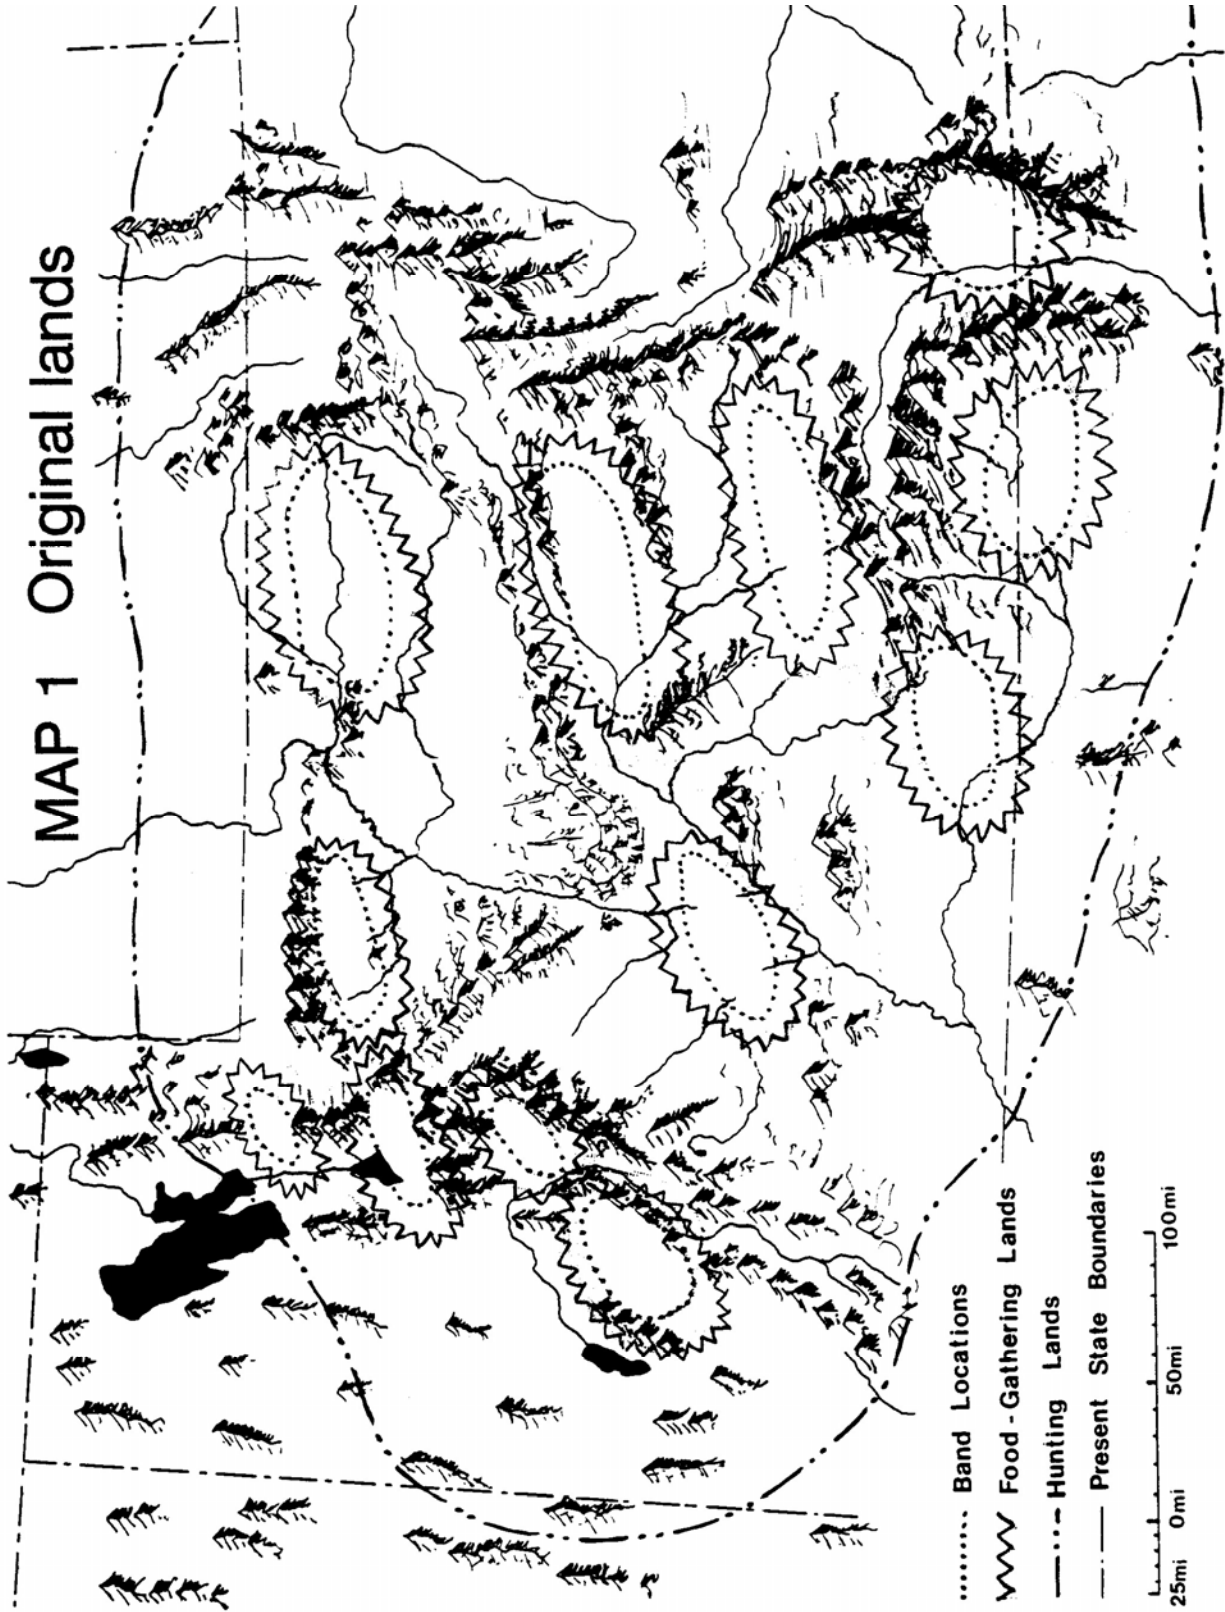 MAP 1 Original lands
Band Locations
Food-Gathering Lands
Hunting Lands
Present State Boundaries
25mi 0mi 50mi 100mi